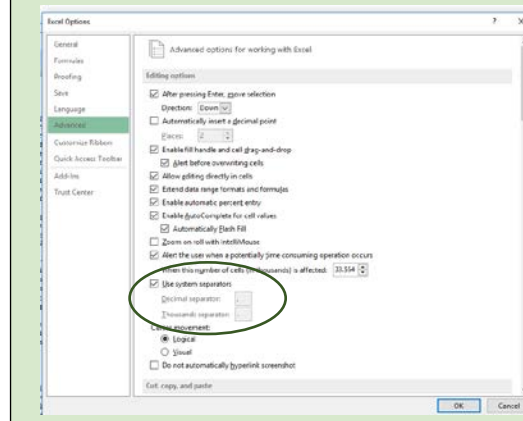 Excel Options
? X
General
Formulas
Proofing
Save
Language
Advanced
Customize Ribbon
Quick Access Toolbar
Add-Ins
Trust Center
Advanced options for working with Excel
Editing options
After pressing Enter, move selection
Direction: Down
Automatically insert a decimal point
Places: 2
Enable fill handle and cell drag-and-drop
Alert before overwriting cells
Allow editing directly in cells
Extend data range formats and formulas
Enable automatic percent entry
Enable AutoComplete for cell values
Automatically Flash Fill
Zoom on roll with IntelliMouse
Alert the user when a potentially time consuming operation occurs
When this number of cells (in thousands) is affected: 33.554
Use system separators
Decimal separator:
Thousands separator:
Cursor movement:
Logical
Visual
Do not automatically hyperlink screenshot
Cut, copy, and paste
OK Cancel